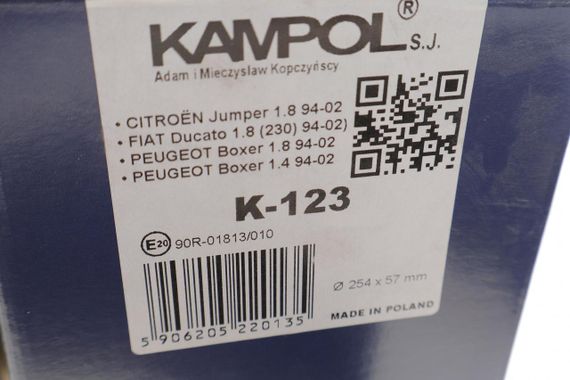 KAMPOL® S.J.
Adam i Mieczysław Kopczyńscy
• CITROËN Jumper 1.8 94-02
• FIAT Ducato 1.8 (230) 94-02)
• PEUGEOT Boxer 1.8 94-02
• PEUGEOT Boxer 1.4 94-02
K-123
E20 90R-01813/010
Ø 254 x 57 mm
5 906205 220135
MADE IN POLAND